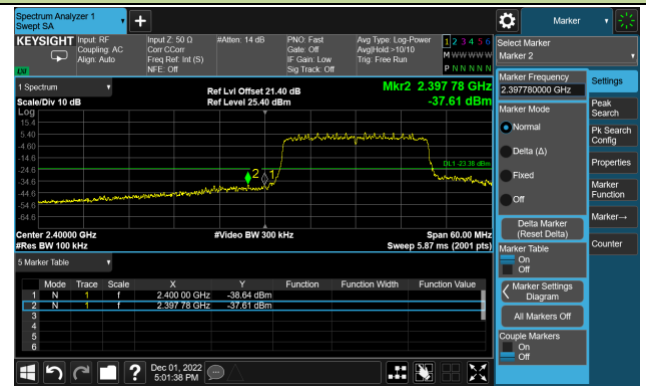 Spectrum Analyzer 1
Swept SA
+
Marker
KEYSIGHT Input: RF
Coupling: AC
Align: Auto
Input Z: 50 Ω
Corr CCorr
Freq Ref: Int (S)
NFE: Off
#Atten: 14 dB
PNO: Fast
Gate: Off
IF Gain: Low
Sig Track: Off
Avg Type: Log-Power
Avg|Hold >10/10
Trig: Free Run
1 2 3 4 5 6
M W W W W W
P N N N N N
Select Marker
Marker 2
LXI
1 Spectrum
Scale/Div 10 dB
Log
Ref Lvl Offset 21.40 dB
Ref Level 25.40 dBm
Mkr2 2.397 78 GHz
-37.61 dBm
15.4
5.40
-4.60
-14.6
-24.6
-34.6
-44.6
-54.6
-64.6
DL1 -23.38 dBm
2
1
Center 2.40000 GHz
#Res BW 100 kHz
#Video BW 300 kHz
Span 60.00 MHz
Sweep 5.87 ms (2001 pts)
5 Marker Table
Mode Trace Scale X Y Function Function Width Function Value
1 N 1 f 2.400 00 GHz -38.64 dBm
2 N 1 f 2.397 78 GHz -37.61 dBm
3
4
5
6
Marker Frequency
2.397780000 GHz
Marker Mode
Normal
Delta (Δ)
Fixed
Off
Delta Marker
(Reset Delta)
Marker Table
On
Off
Marker Settings
Diagram
All Markers Off
Couple Markers
On
Off
Settings
Peak
Search
Pk Search
Config
Properties
Marker
Function
Marker→
Counter
?
Dec 01, 2022
5:01:38 PM